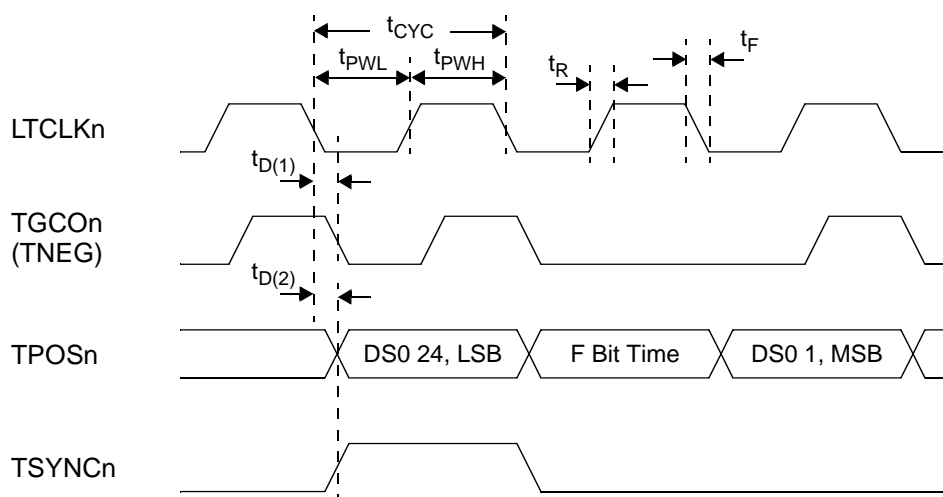 tCYC
tPWL
tPWH
tR
tF
LTCLKn
tD(1)
TGCOn
(TNEG)
tD(2)
TPOSn
DS0 24, LSB
F Bit Time
DS0 1, MSB
TSYNCn